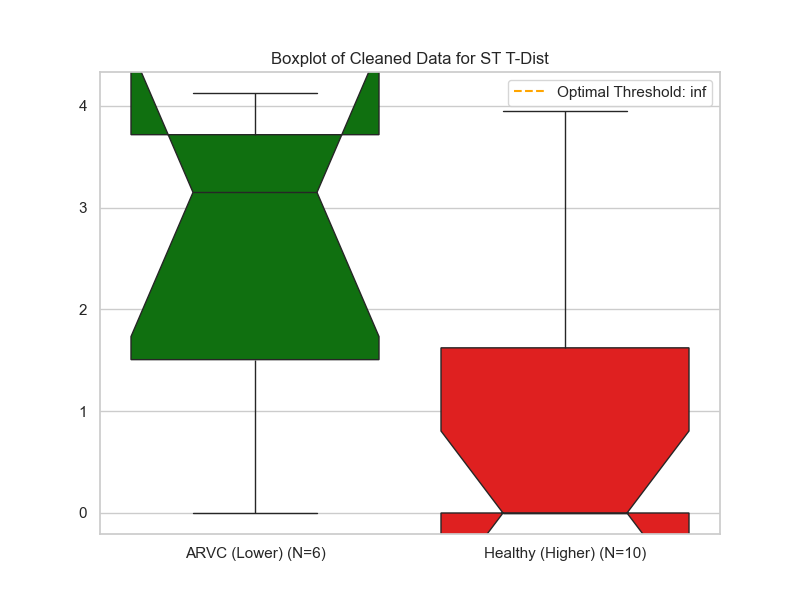 Boxplot of Cleaned Data for ST T-Dist
Optimal Threshold: inf
4
3
2
1
0
ARVC (Lower) (N=6)
Healthy (Higher) (N=10)